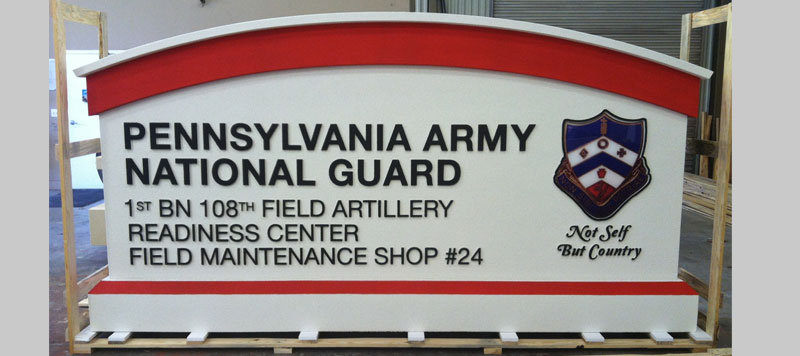 PENNSYLVANIA ARMY
NATIONAL GUARD
1ST BN 108TH FIELD ARTILLERY
READINESS CENTER
FIELD MAINTENANCE SHOP #24
Not Self
But Country